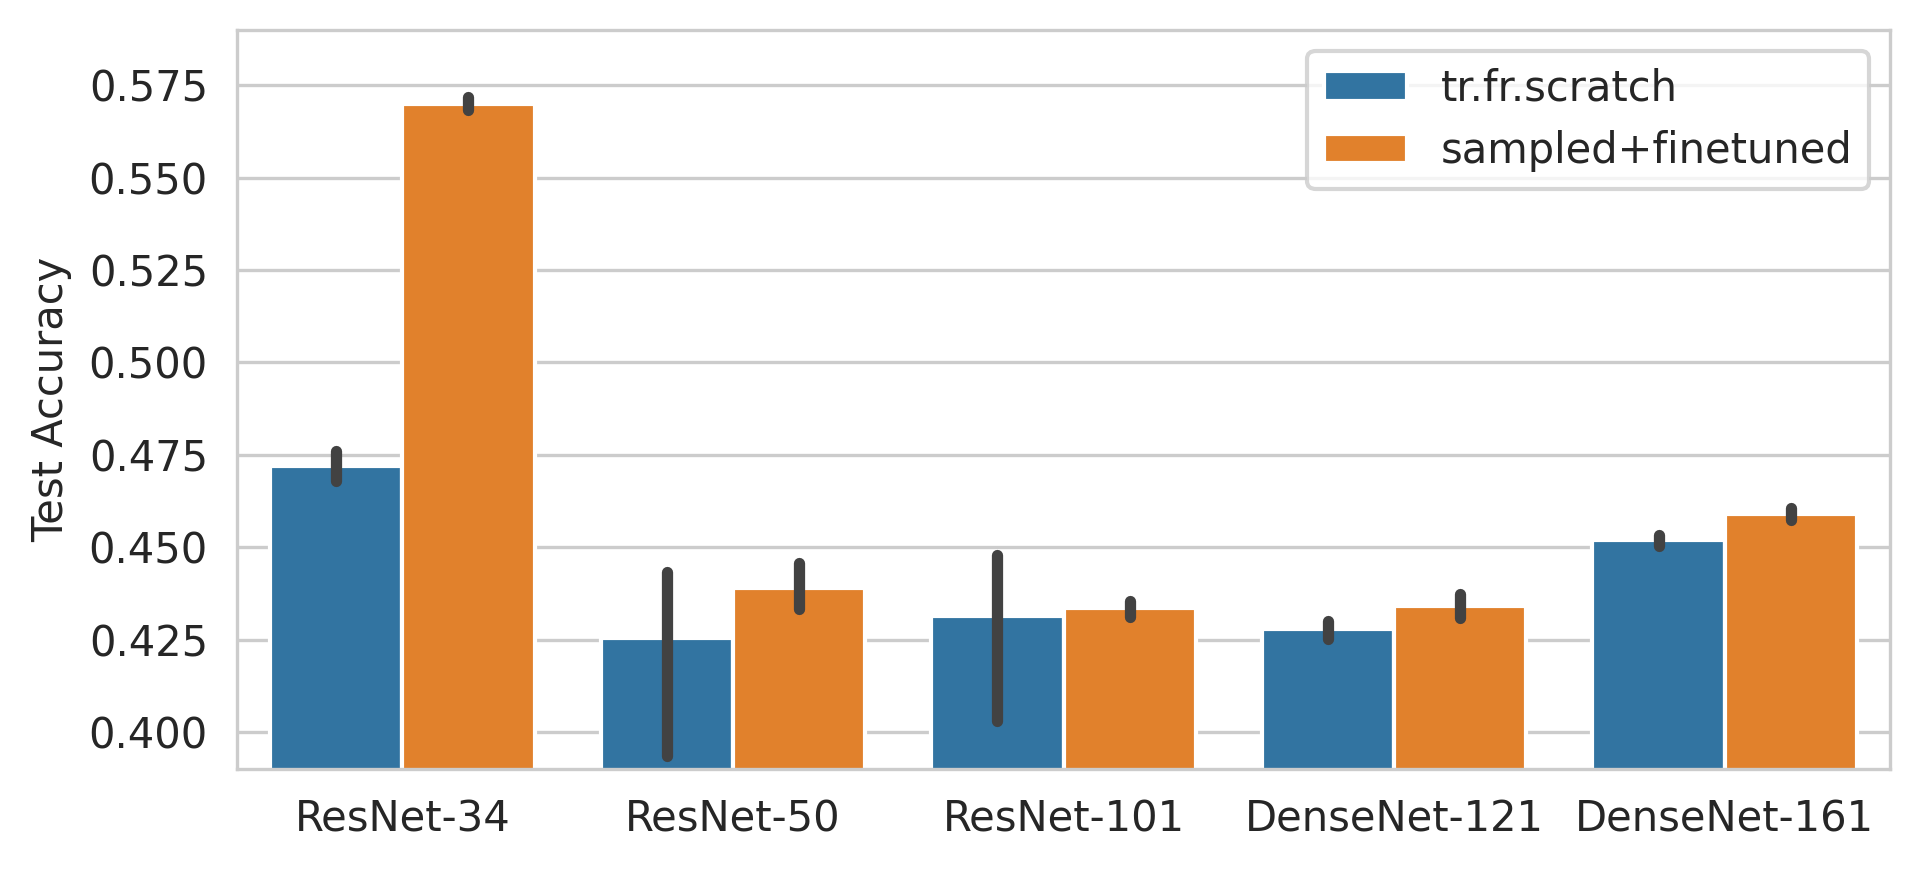 Test Accuracy
0.575
0.550
0.525
0.500
0.475
0.450
0.425
0.400
tr.fr.scratch
sampled+finetuned
ResNet-34
ResNet-50
ResNet-101
DenseNet-121
DenseNet-161